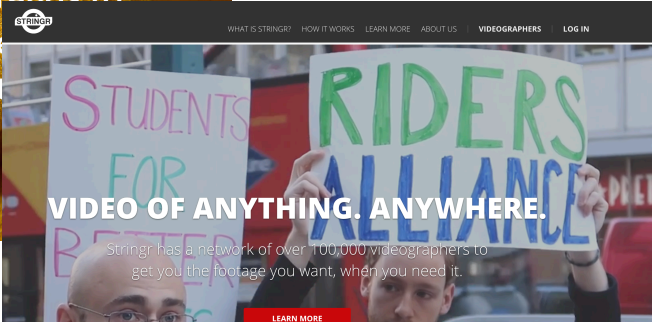 STRINGR
WHAT IS STRINGR? HOW IT WORKS LEARN MORE ABOUT US VIDEOGRAPHERS LOG IN
STUDENTS
FOR
BETTER
RIDERS
ALLIANCE
VIDEO OF ANYTHING. ANYWHERE.
Stringr has a network of over 100,000 videographers to
get you the footage you want, when you need it.
LEARN MORE